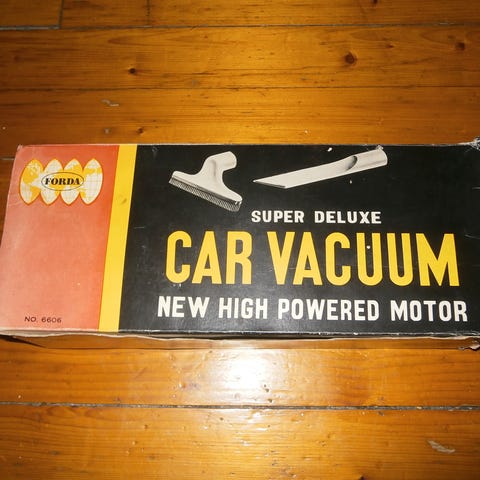 FORDA
SUPER DELUXE
CAR VACUUM
NEW HIGH POWERED MOTOR
NO. 6606